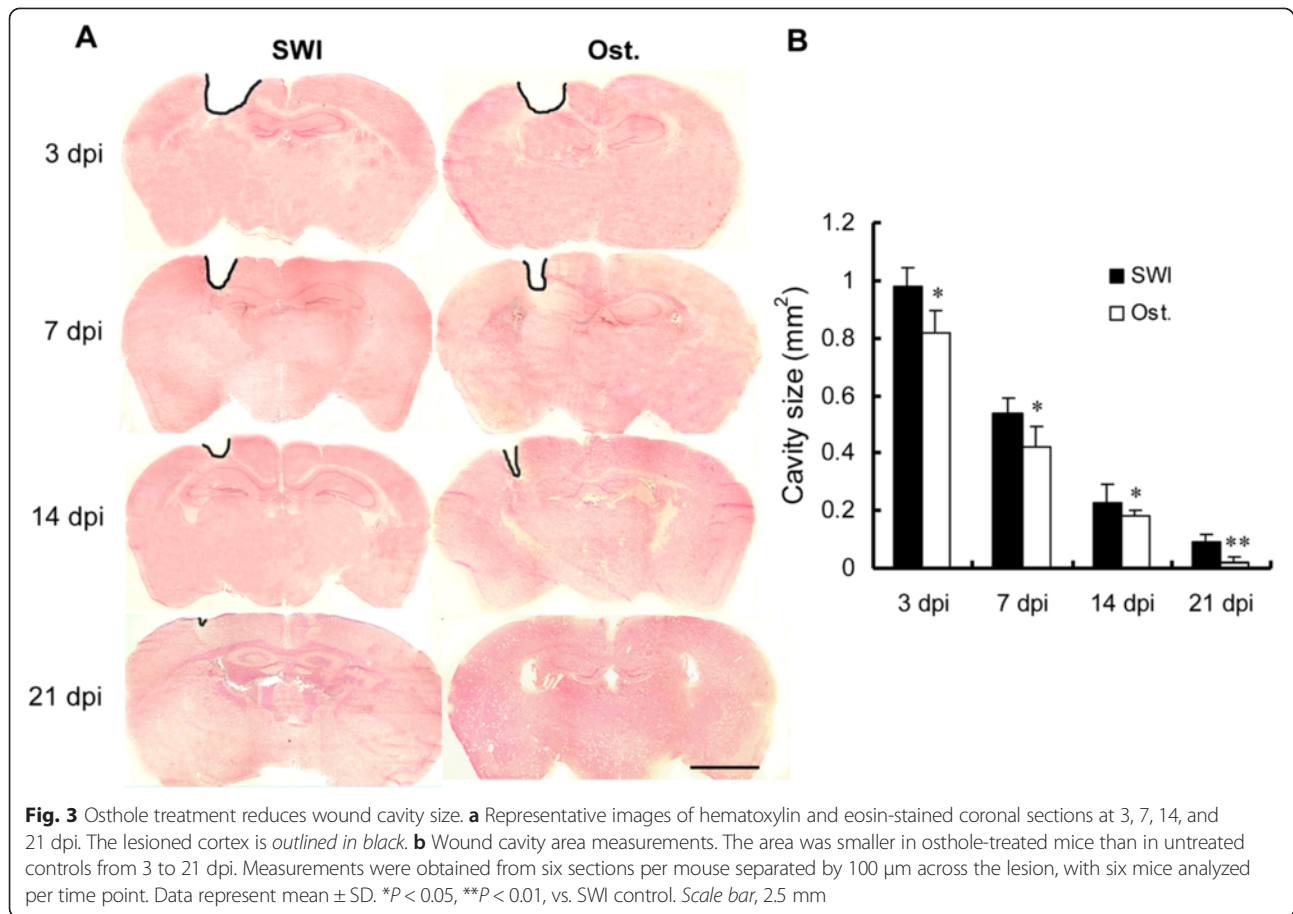 A
SWI
Ost.
3 dpi
7 dpi
14 dpi
21 dpi
B
Cavity size (mm²)
1.2
1
0.8
0.6
0.4
0.2
0
SWI
Ost.
*
*
*
**
3 dpi 7 dpi 14 dpi 21 dpi
Fig. 3 Osthole treatment reduces wound cavity size. a Representative images of hematoxylin and eosin-stained coronal sections at 3, 7, 14, and
21 dpi. The lesioned cortex is outlined in black. b Wound cavity area measurements. The area was smaller in osthole-treated mice than in untreated
controls from 3 to 21 dpi. Measurements were obtained from six sections per mouse separated by 100 μm across the lesion, with six mice analyzed
per time point. Data represent mean ± SD. *P < 0.05, **P < 0.01, vs. SWI control. Scale bar, 2.5 mm